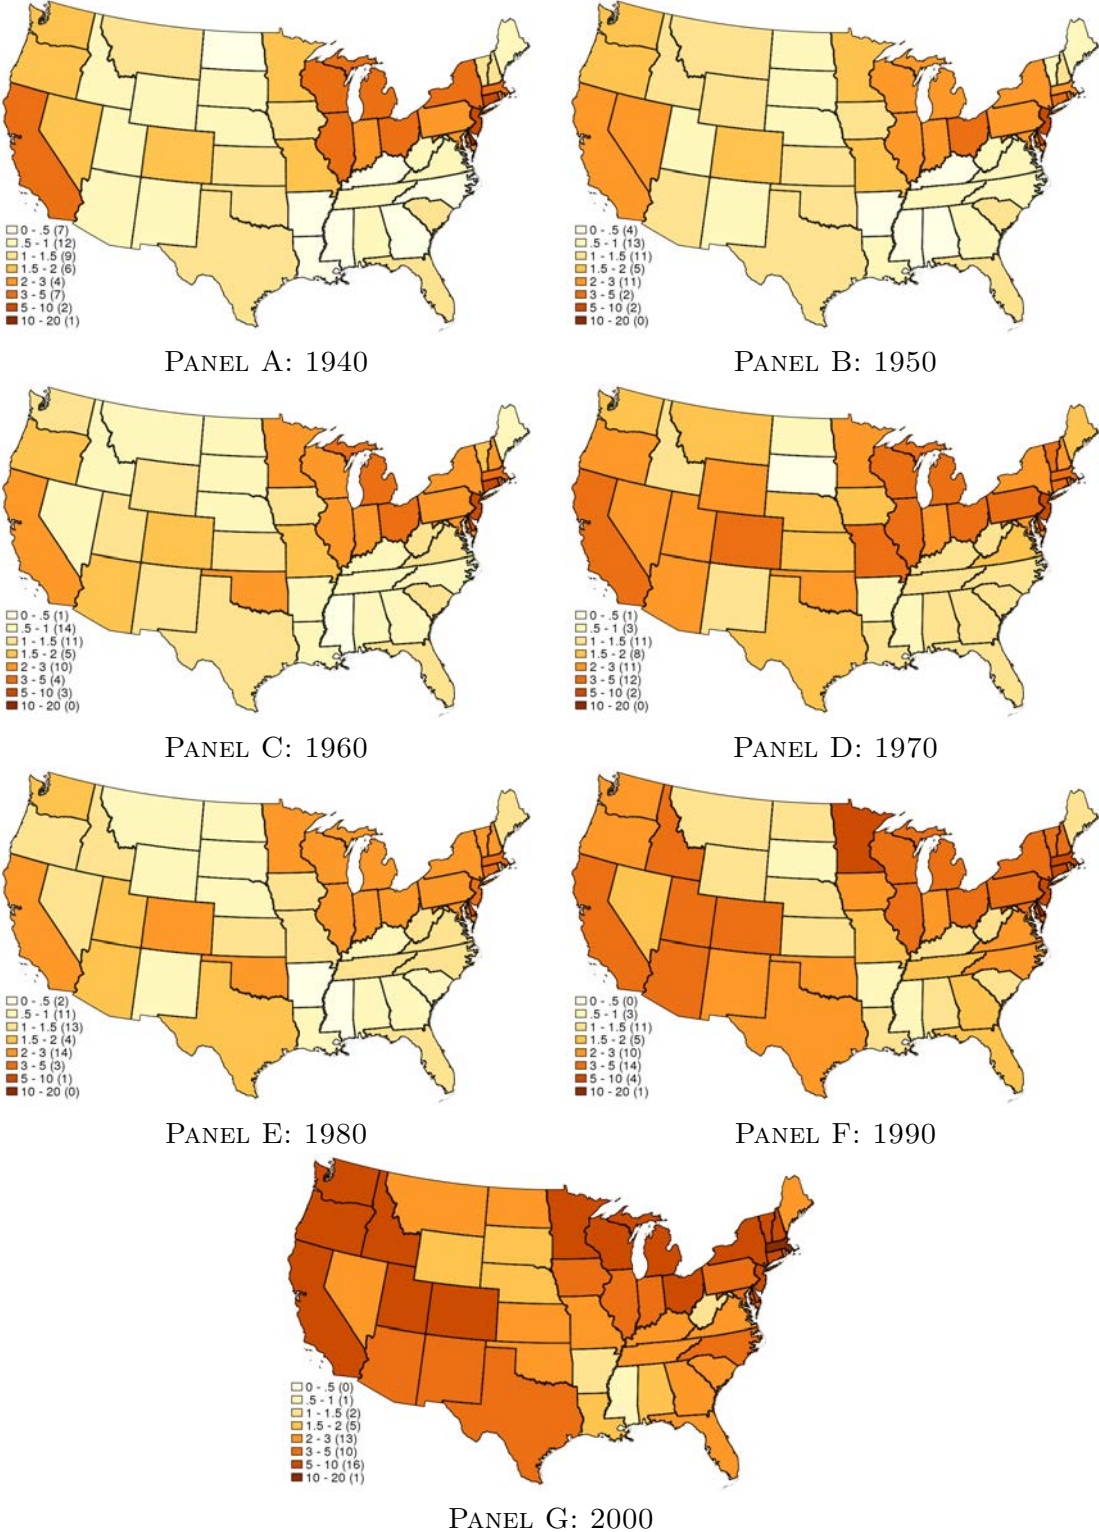 0 - .5 (7)
.5 - 1 (12)
1 - 1.5 (9)
1.5 - 2 (6)
2 - 3 (4)
3 - 5 (7)
5 - 10 (2)
10 - 20 (1)
PANEL A: 1940
0 - .5 (4)
.5 - 1 (13)
1 - 1.5 (11)
1.5 - 2 (5)
2 - 3 (11)
3 - 5 (2)
5 - 10 (2)
10 - 20 (0)
PANEL B: 1950
0 - .5 (1)
.5 - 1 (14)
1 - 1.5 (11)
1.5 - 2 (5)
2 - 3 (10)
3 - 5 (4)
5 - 10 (3)
10 - 20 (0)
PANEL C: 1960
0 - .5 (1)
.5 - 1 (3)
1 - 1.5 (11)
1.5 - 2 (8)
2 - 3 (11)
3 - 5 (12)
5 - 10 (2)
10 - 20 (0)
PANEL D: 1970
0 - .5 (2)
.5 - 1 (11)
1 - 1.5 (13)
1.5 - 2 (4)
2 - 3 (14)
3 - 5 (3)
5 - 10 (1)
10 - 20 (0)
PANEL E: 1980
0 - .5 (0)
.5 - 1 (3)
1 - 1.5 (11)
1.5 - 2 (5)
2 - 3 (10)
3 - 5 (14)
5 - 10 (4)
10 - 20 (1)
PANEL F: 1990
0 - .5 (0)
.5 - 1 (1)
1 - 1.5 (2)
1.5 - 2 (5)
2 - 3 (13)
3 - 5 (10)
5 - 10 (16)
10 - 20 (1)
PANEL G: 2000